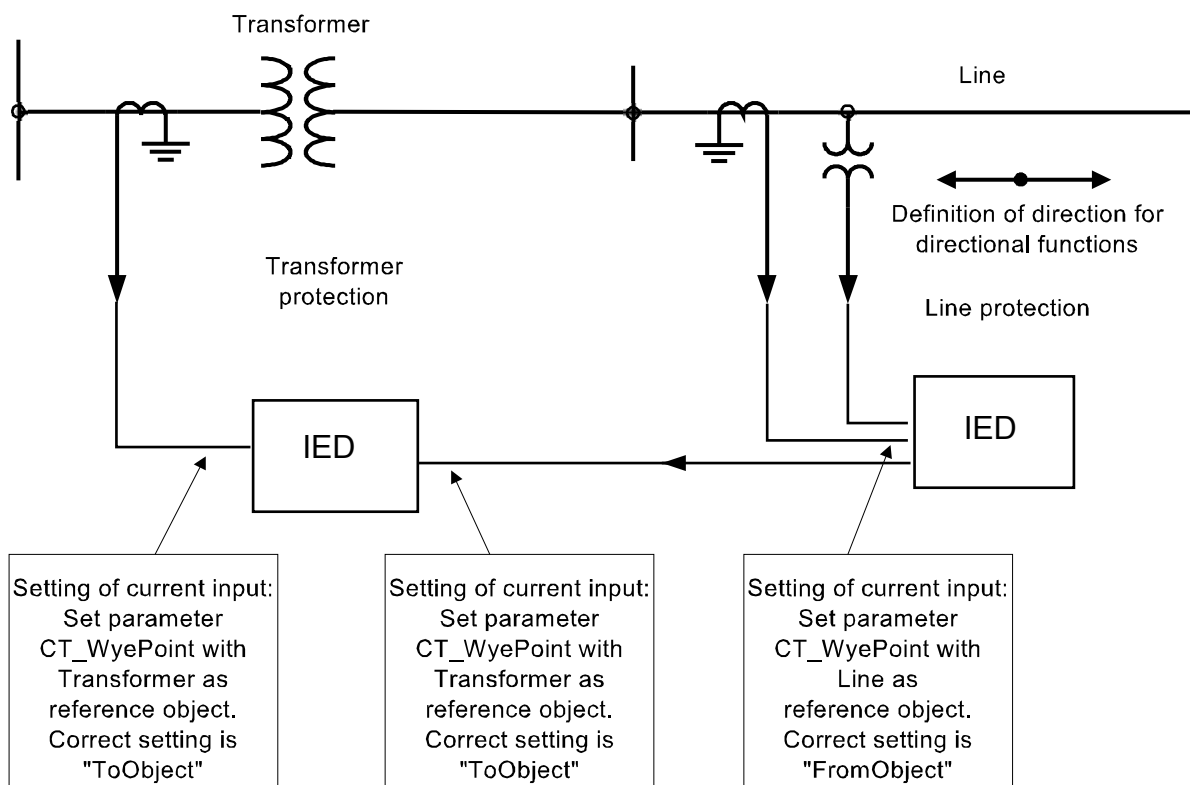 Transformer
Line
Definition of direction for
directional functions
Transformer
protection
Line protection
IED
IED
Setting of current input:
Set parameter
CT_WyePoint with
Transformer as
reference object.
Correct setting is
"ToObject"
Setting of current input:
Set parameter
CT_WyePoint with
Transformer as
reference object.
Correct setting is
"ToObject"
Setting of current input:
Set parameter
CT_WyePoint with
Line as
reference object.
Correct setting is
"FromObject"